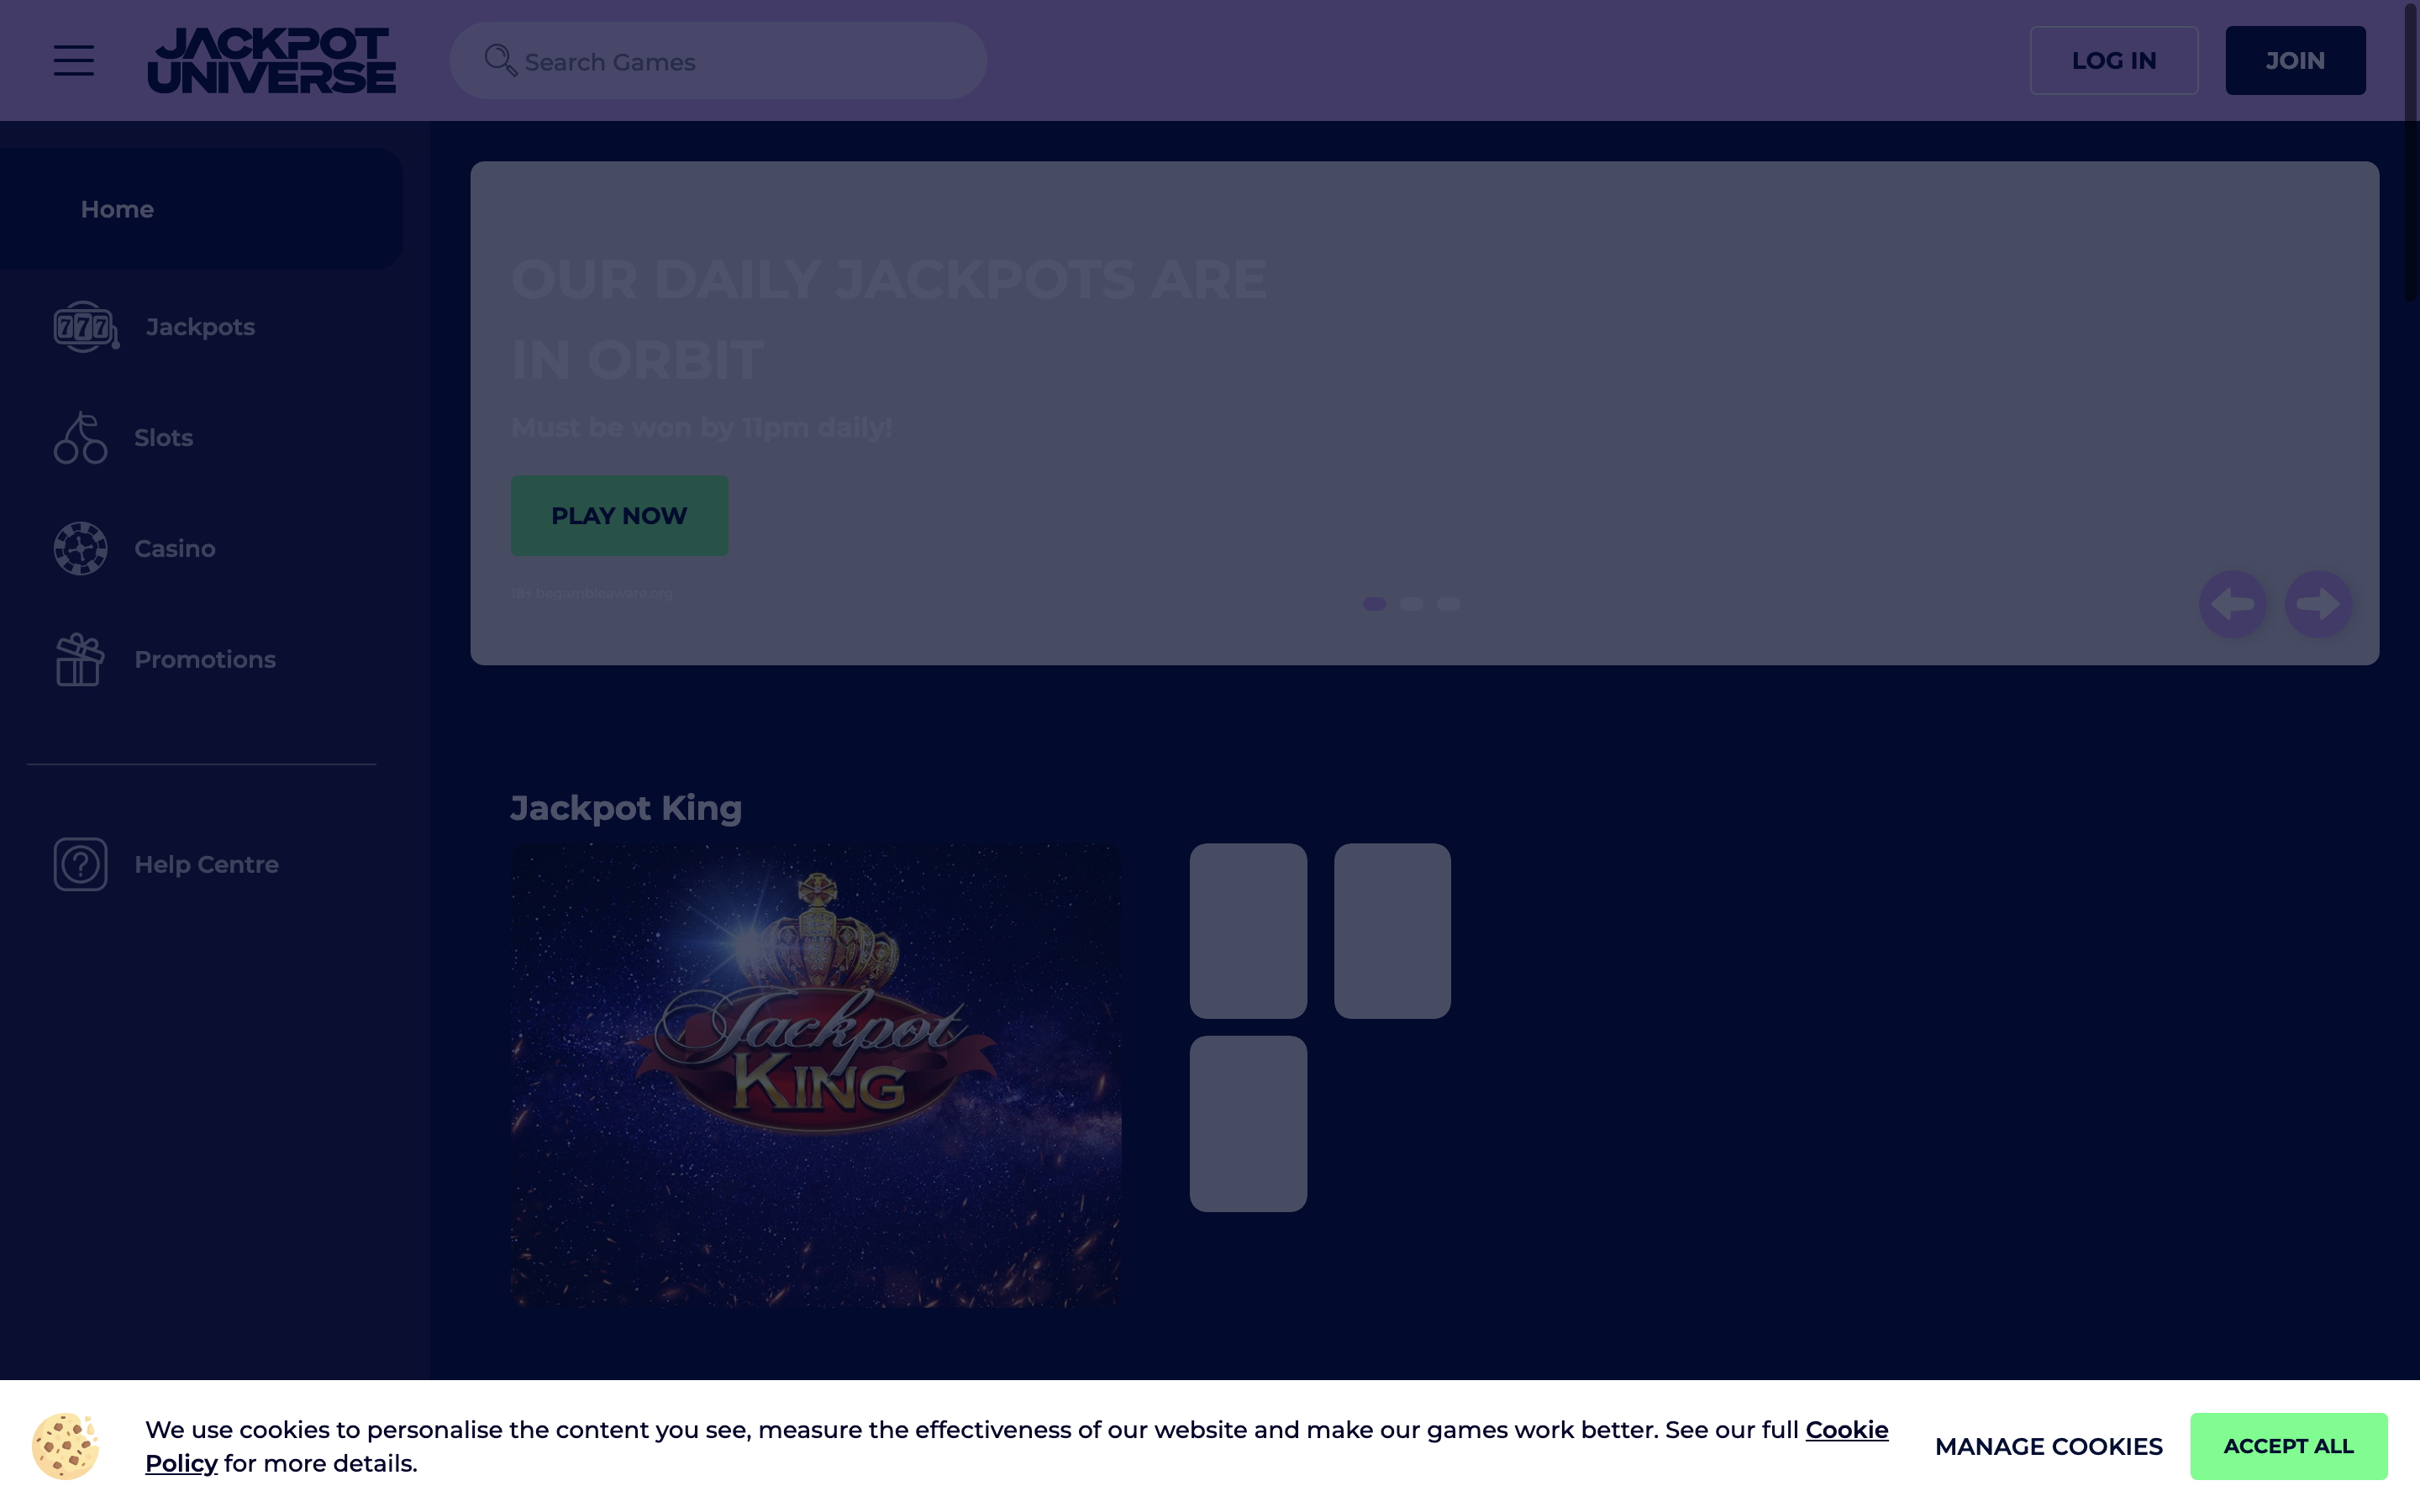 JACKPOT
UNIVERSE
Search Games
LOG IN
JOIN
Home
777
Jackpots
Slots
Casino
Promotions
Help Centre
OUR DAILY JACKPOTS ARE
IN ORBIT
Must be won by 11pm daily!
PLAY NOW
18+ begambleaware.org
Jackpot King
Jackpot
KING
We use cookies to personalise the content you see, measure the effectiveness of our website and make our games work better. See our full Cookie
Policy for more details.
MANAGE COOKIES
ACCEPT ALL